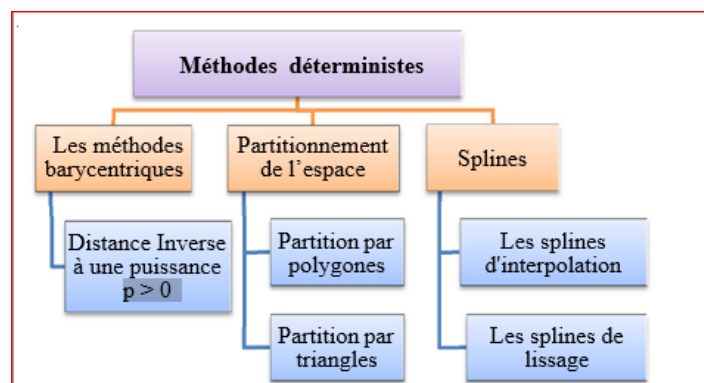 Méthodes déterministes
Les méthodes
barycentriques
Partitionnement
de l’espace
Splines
Distance Inverse
à une puissance
p > 0
Partition par
polygones
Les splines
d'interpolation
Partition par
triangles
Les splines de
lissage